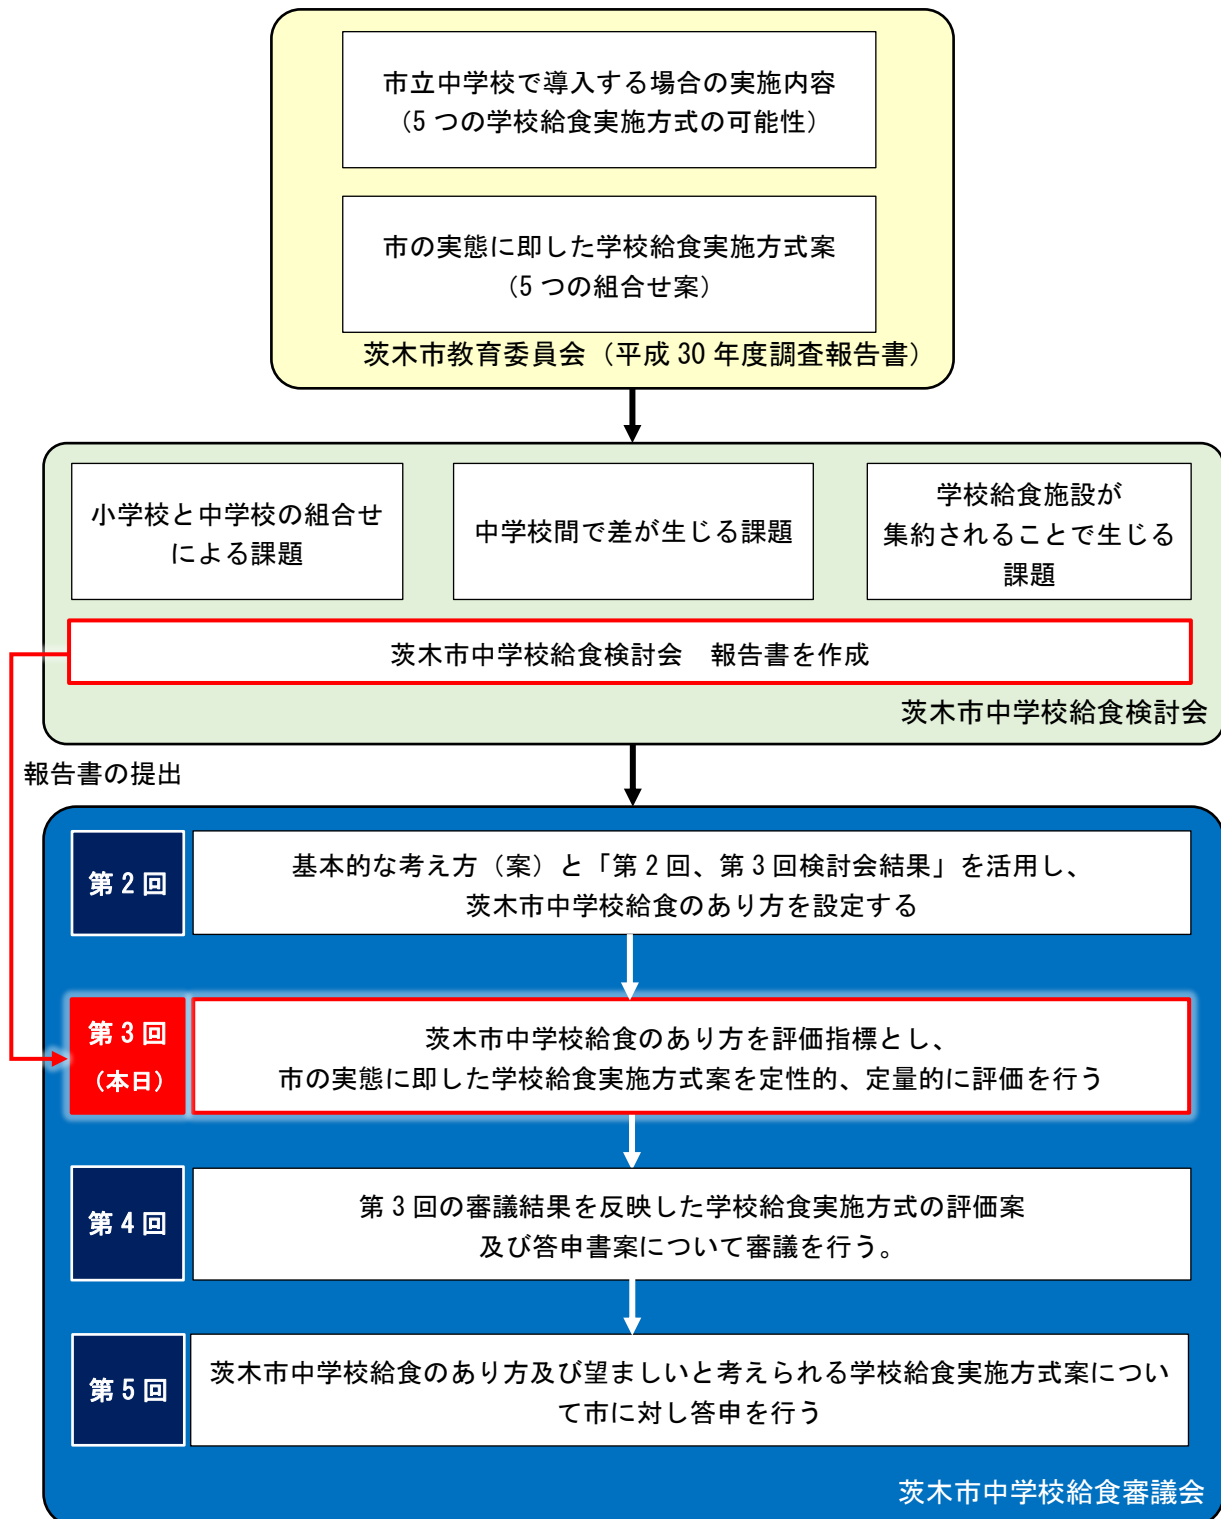 市立中学校で導入する場合の実施内容
（5 つの学校給食実施方式の可能性）
市の実態に即した学校給食実施方式案
（5 つの組合せ案）
茨木市教育委員会（平成 30 年度調査報告書）
小学校と中学校の組合せ
による課題
中学校間で差が生じる課題
学校給食施設が
集約されることで生じる
課題
茨木市中学校給食検討会　報告書を作成
茨木市中学校給食検討会
報告書の提出
第 2 回
基本的な考え方（案）と「第 2 回、第 3 回検討会結果」を活用し、
茨木市中学校給食のあり方を設定する
第 3 回
（本日）
茨木市中学校給食のあり方を評価指標とし、
市の実態に即した学校給食実施方式案を定性的、定量的に評価を行う
第 4 回
第 3 回の審議結果を反映した学校給食実施方式の評価案
及び答申書案について審議を行う。
第 5 回
茨木市中学校給食のあり方及び望ましいと考えられる学校給食実施方式案につい
て市に対し答申を行う
茨木市中学校給食審議会